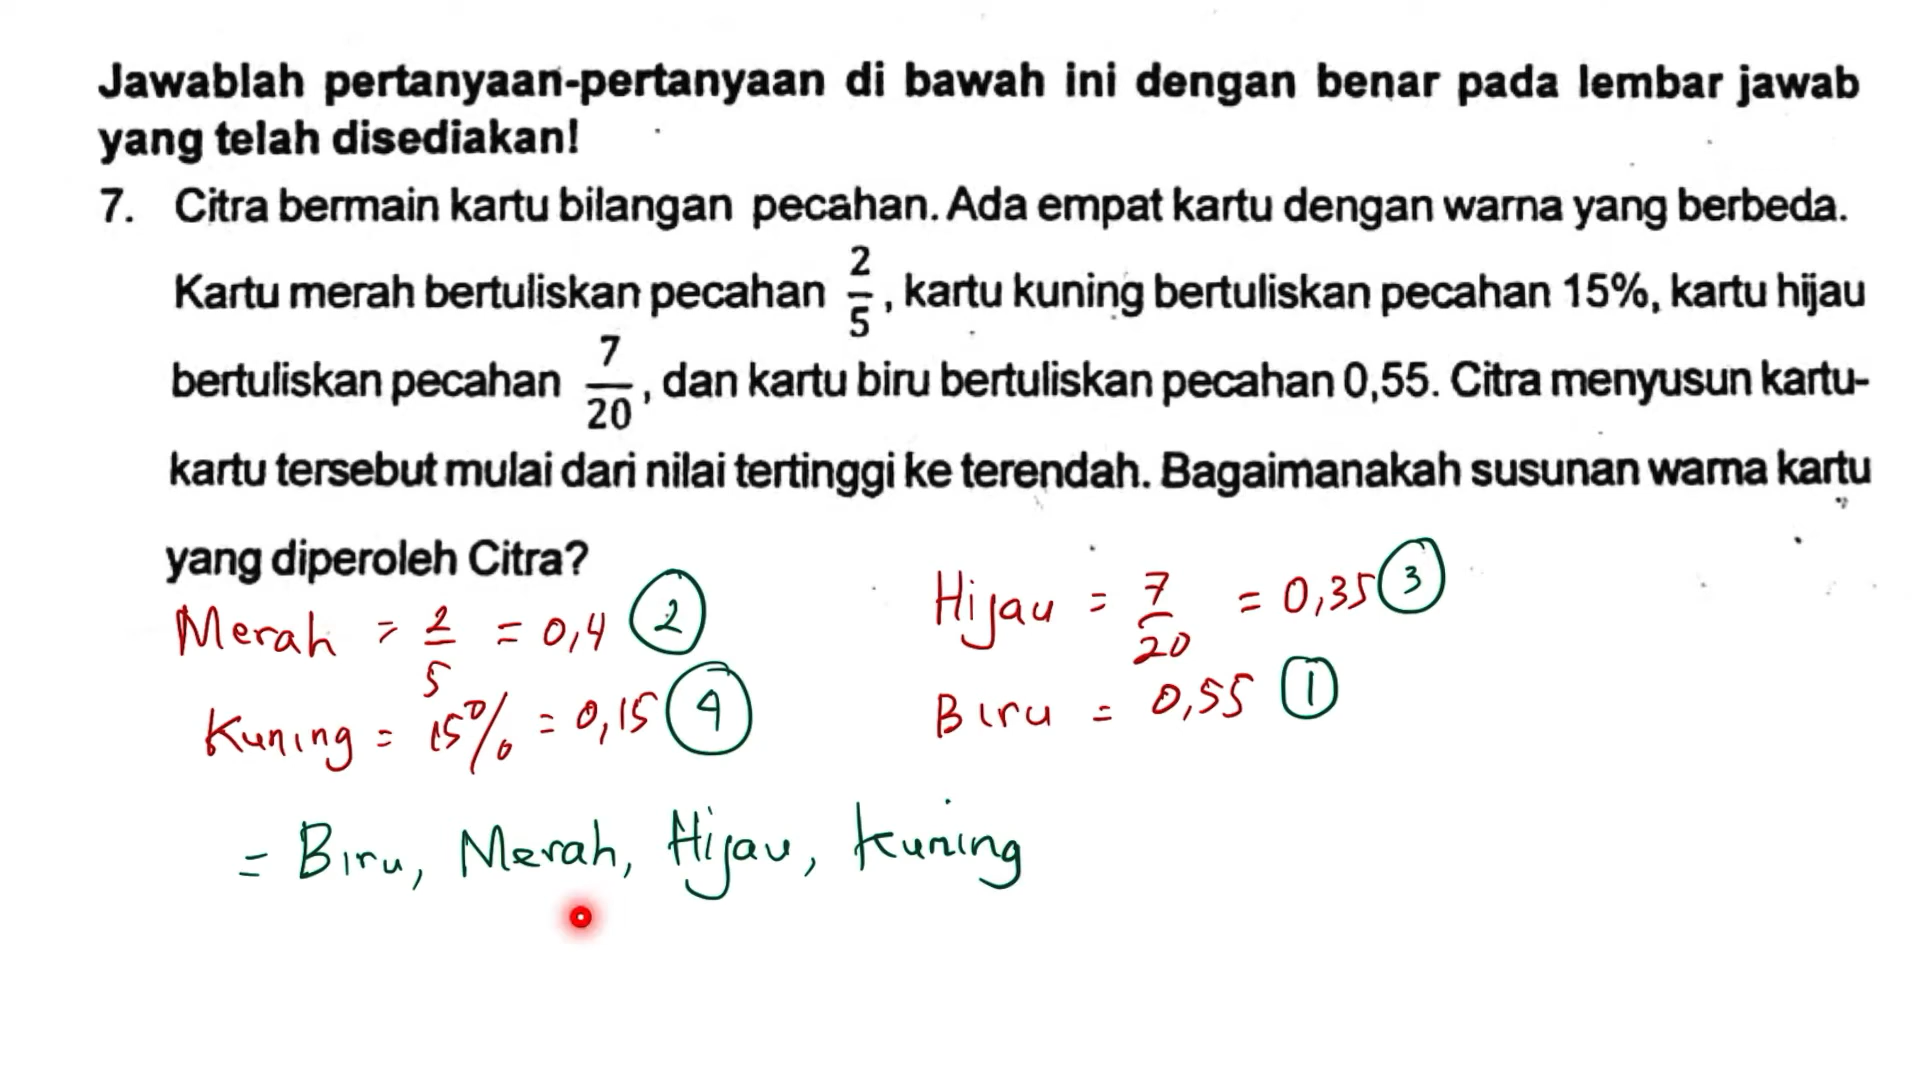 Jawablah pertanyaan-pertanyaan di bawah ini dengan benar pada lembar jawab
yang telah disediakan!
7. Citra bermain kartu bilangan pecahan. Ada empat kartu dengan warna yang berbeda.
Kartu merah bertuliskan pecahan 2/5, kartu kuning bertuliskan pecahan 15%, kartu hijau
bertuliskan pecahan 7/20, dan kartu biru bertuliskan pecahan 0,55. Citra menyusun kartu-
kartu tersebut mulai dari nilai tertinggi ke terendah. Bagaimanakah susunan warna kartu
yang diperoleh Citra?
Merah = 2/5 = 0,4 2
Kuning = 15% = 0,15 4
Hijau = 7/20 = 0,35 3
Biru = 0,55 1
= Biru, Merah, Hijau, Kuning